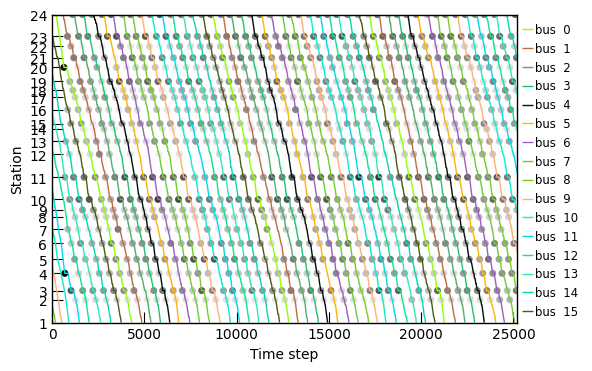 24
23
22
21
20
19
18
17
16
15
14
13
12
11
10
9
8
7
6
5
4
3
2
1
Station
0 5000 10000 15000 20000 25000
Time step
bus 0
bus 1
bus 2
bus 3
bus 4
bus 5
bus 6
bus 7
bus 8
bus 9
bus 10
bus 11
bus 12
bus 13
bus 14
bus 15